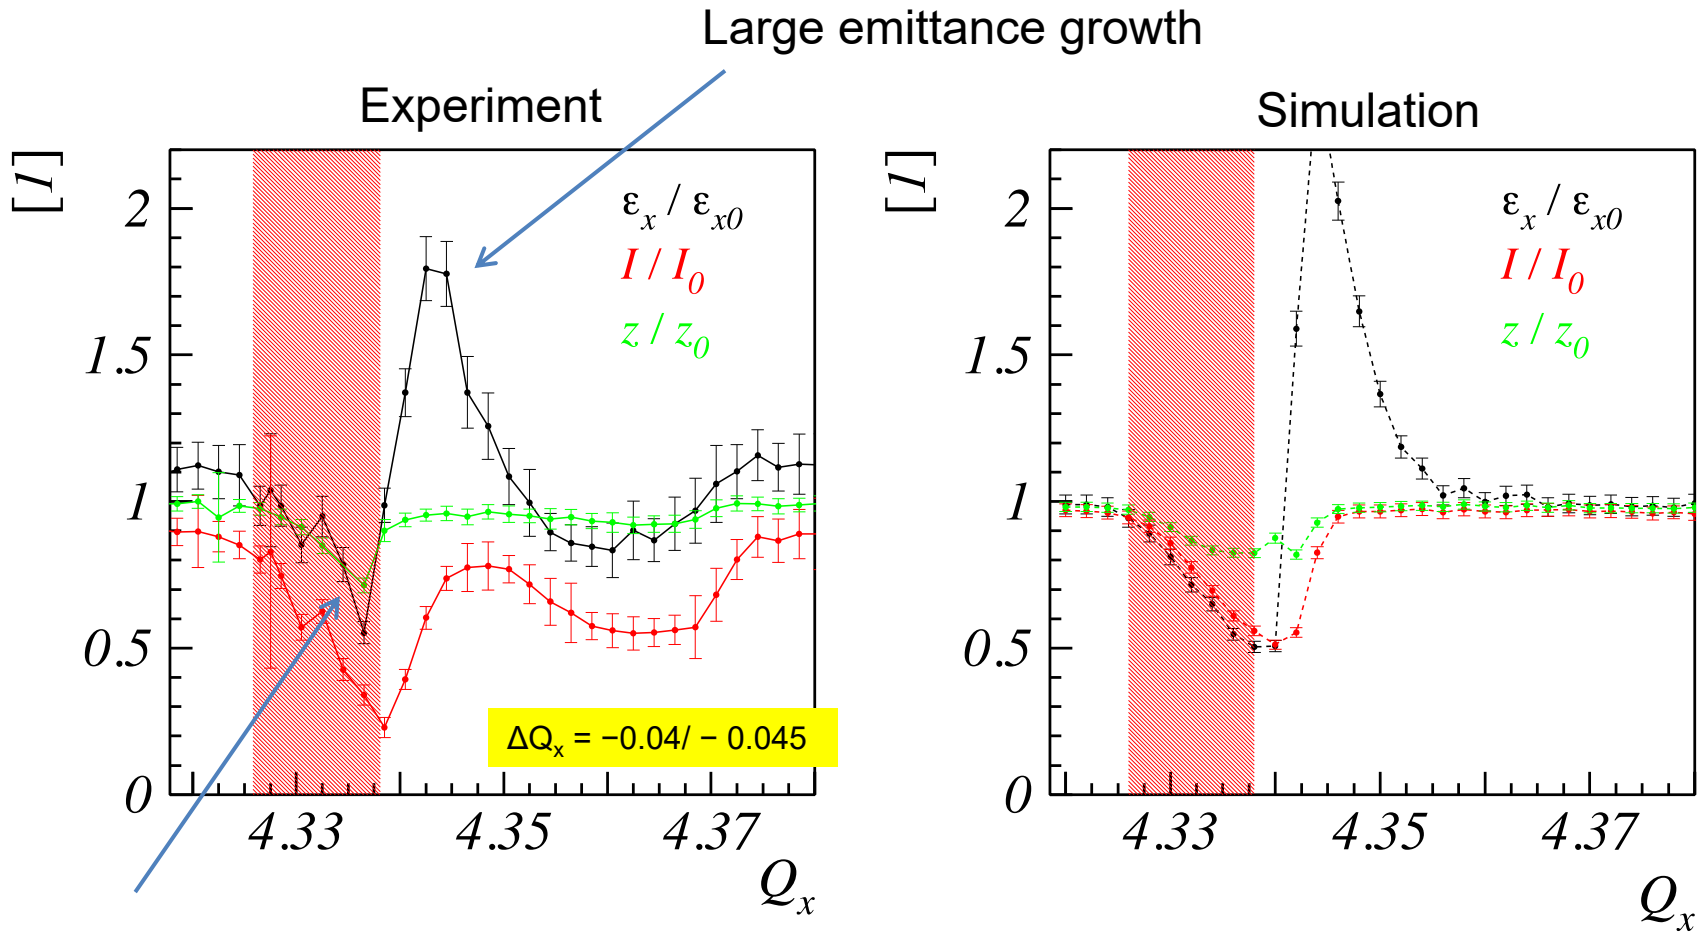 Large emittance growth
Experiment
[1]
2
1.5
1
0.5
0
εx / εx0
I / I0
z / z0
ΔQx = −0.04/ − 0.045
4.33 4.35 4.37
Qx
Simulation
[1]
2
1.5
1
0.5
0
εx / εx0
I / I0
z / z0
4.33 4.35 4.37
Qx